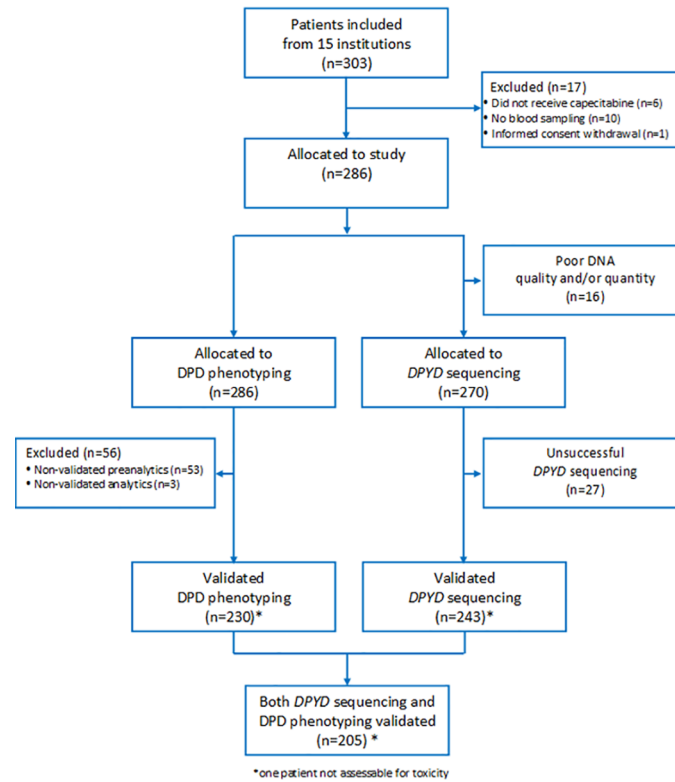 Patients included
from 15 institutions
(n=303)
Excluded (n=17)
• Did not receive capecitabine (n=6)
• No blood sampling (n=10)
• Informed consent withdrawal (n=1)
Allocated to study
(n=286)
Poor DNA
quality and/or quantity
(n=16)
Allocated to
DPD phenotyping
(n=286)
Allocated to
DPYD sequencing
(n=270)
Excluded (n=56)
• Non-validated preanalytics (n=53)
• Non-validated analytics (n=3)
Unsuccessful
DPYD sequencing
(n=27)
Validated
DPD phenotyping
(n=230)*
Validated
DPYD sequencing
(n=243)*
Both DPYD sequencing and
DPD phenotyping validated
(n=205) *
*one patient not assessable for toxicity